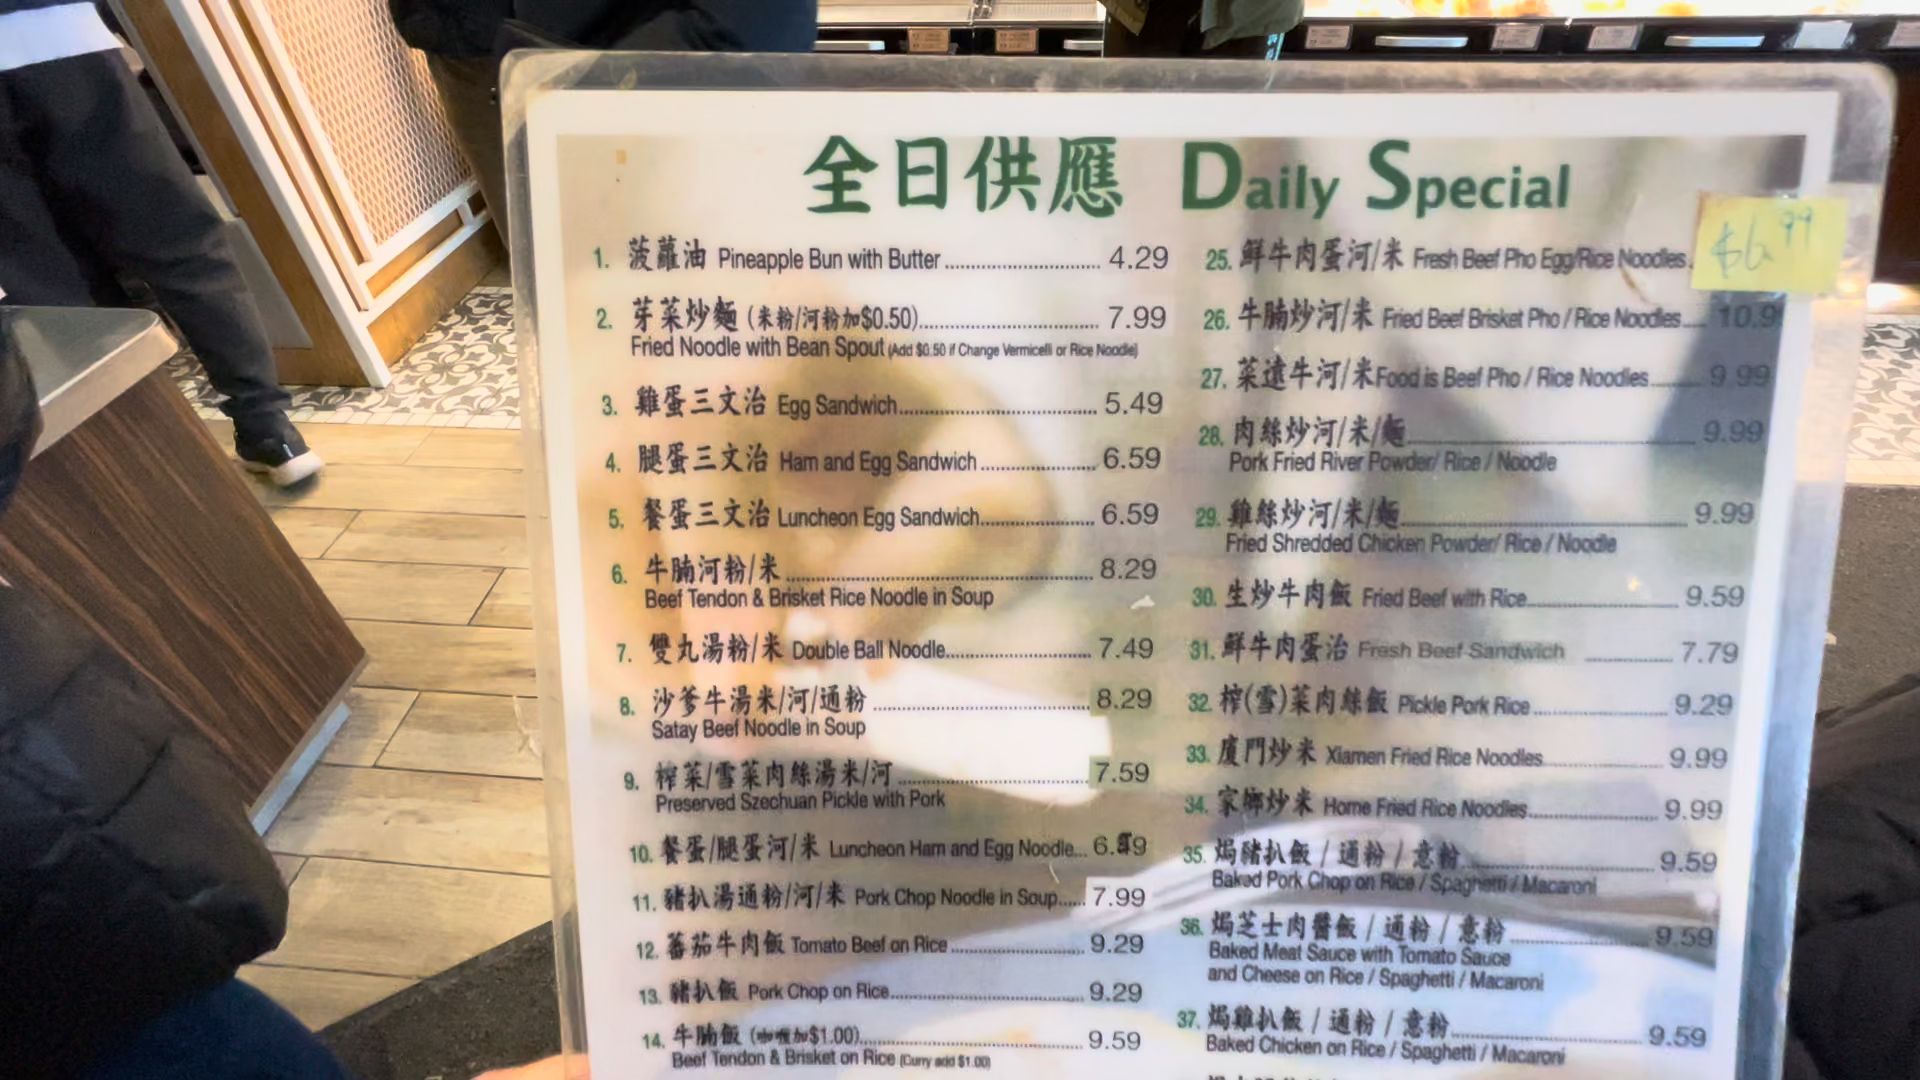 全日供應 Daily Special
1. 菠蘿油 Pineapple Bun with Butter 4.29
2. 芽菜炒麵 (米粉/河粉加$0.50) 7.99
Fried Noodle with Bean Spout (Add $0.50 if Change Vermicelli or Rice Noodle)
3. 雞蛋三文治 Egg Sandwich 5.49
4. 腿蛋三文治 Ham and Egg Sandwich 6.59
5. 餐蛋三文治 Luncheon Egg Sandwich 6.59
6. 牛腩河粉/米 8.29
Beef Tendon & Brisket Rice Noodle in Soup
7. 雙丸湯粉/米 Double Ball Noodle 7.49
8. 沙爹牛湯米/河/通粉 8.29
Satay Beef Noodle in Soup
9. 榨菜/雪菜肉絲湯米/河 7.59
Preserved Szechuan Pickle with Pork
10. 餐蛋/腿蛋河/米 Luncheon Ham and Egg Noodle
11. 豬扒湯通粉/河/米 Pork Chop Noodle in Soup 7.99
12. 蕃茄牛肉飯 Tomato Beef on Rice 9.29
13. 豬扒飯 Pork Chop on Rice 9.29
14. 牛腩飯 (咖喱加$1.00) 9.59
Beef Tendon & Brisket on Rice (Curry add $1.00)
25. 鮮牛肉蛋河/米 Fresh Beef Pho Egg/Rice Noodles $6.99
26. 牛腩炒河/米 Fried Beef Brisket Pho / Rice Noodles 10.9
27. 菜遠牛河/米 Food is Beef Pho / Rice Noodles 9.99
28. 肉絲炒河/米/麵 9.99
Pork Fried River Powder/ Rice / Noodle
29. 雞絲炒河/米/麵 9.99
Fried Shredded Chicken Powder/ Rice / Noodle
30. 生炒牛肉飯 Fried Beef with Rice 9.59
31. 鮮牛肉蛋治 Fresh Beef Sandwich 7.79
32. 榨(雪)菜肉絲飯 Pickle Pork Rice 9.29
33. 廈門炒米 Xiamen Fried Rice Noodles 9.99
34. 家鄉炒米 Home Fried Rice Noodles 9.99
35. 焗豬扒飯 / 通粉 / 意粉 9.59
Baked Pork Chop on Rice / Spaghetti / Macaroni
36. 焗芝士肉醬飯 / 通粉 / 意粉 9.59
Baked Meat Sauce with Tomato Sauce
and Cheese on Rice / Spaghetti / Macaroni
37. 焗雞扒飯 / 通粉 / 意粉 9.59
Baked Chicken on Rice / Spaghetti / Macaroni